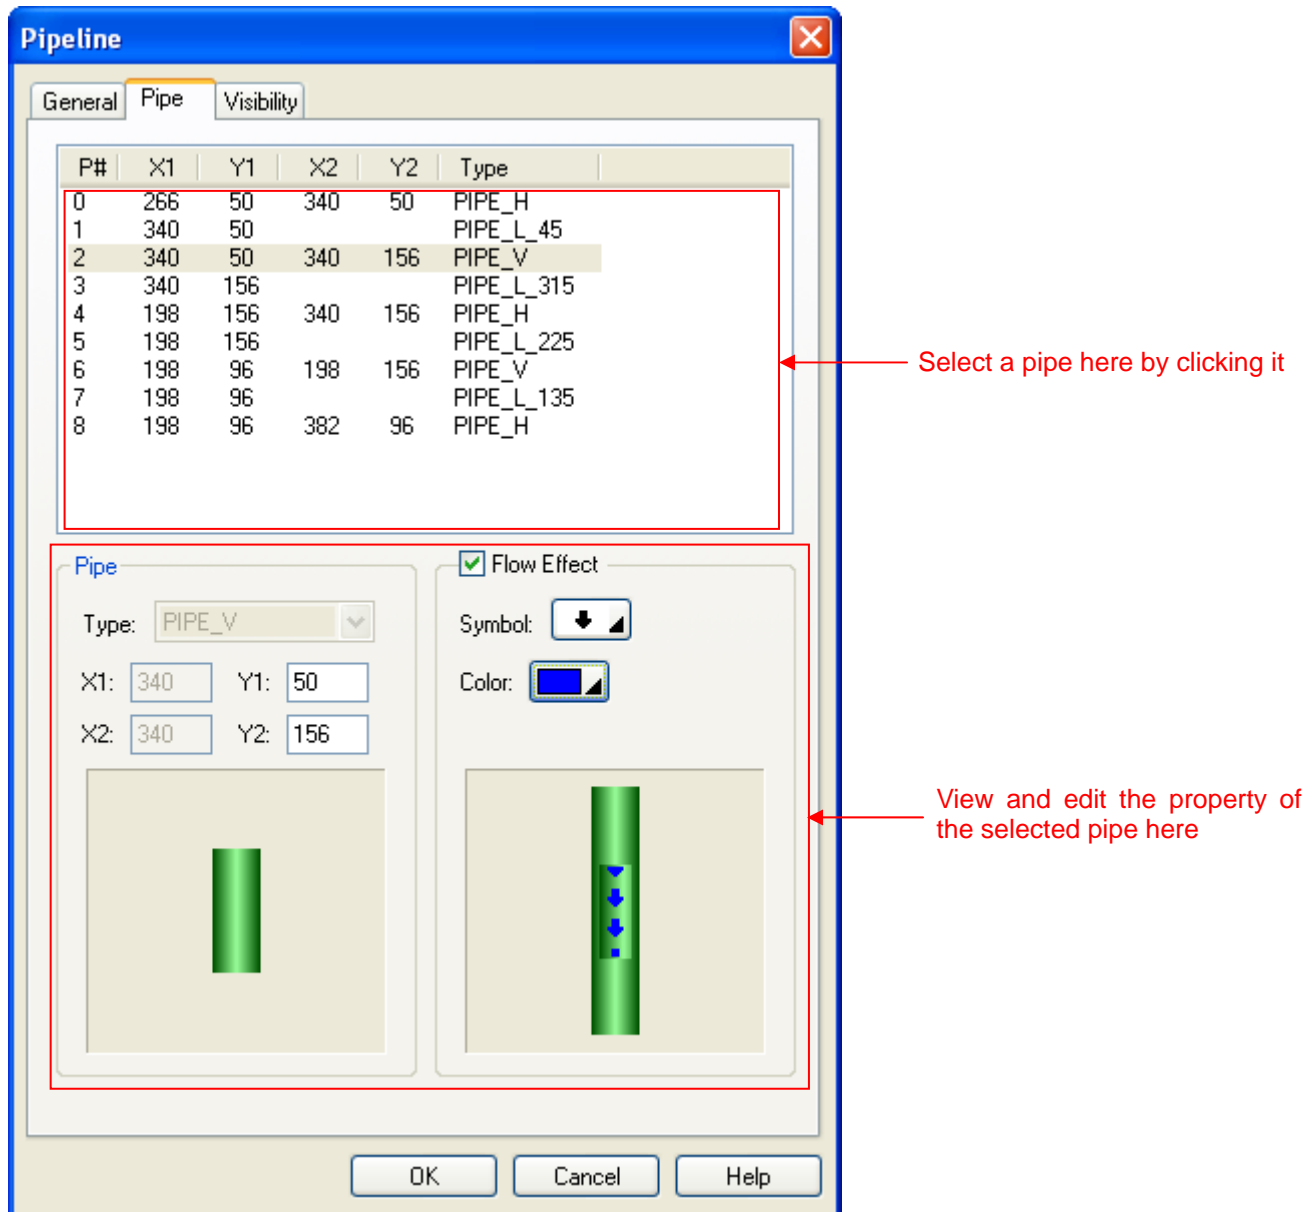 Pipeline
General Pipe Visibility
P# X1 Y1 X2 Y2 Type
0 266 50 340 50 PIPE_H
1 340 50 PIPE_L_45
2 340 50 340 156 PIPE_V
3 340 156 PIPE_L_315
4 198 156 340 156 PIPE_H
5 198 156 PIPE_L_225
6 198 96 198 156 PIPE_V
7 198 96 PIPE_L_135
8 198 96 382 96 PIPE_H
Select a pipe here by clicking it
Pipe
Type: PIPE_V
X1: 340 Y1: 50
X2: 340 Y2: 156
Flow Effect
Symbol:
Color:
View and edit the property of
the selected pipe here
OK Cancel Help